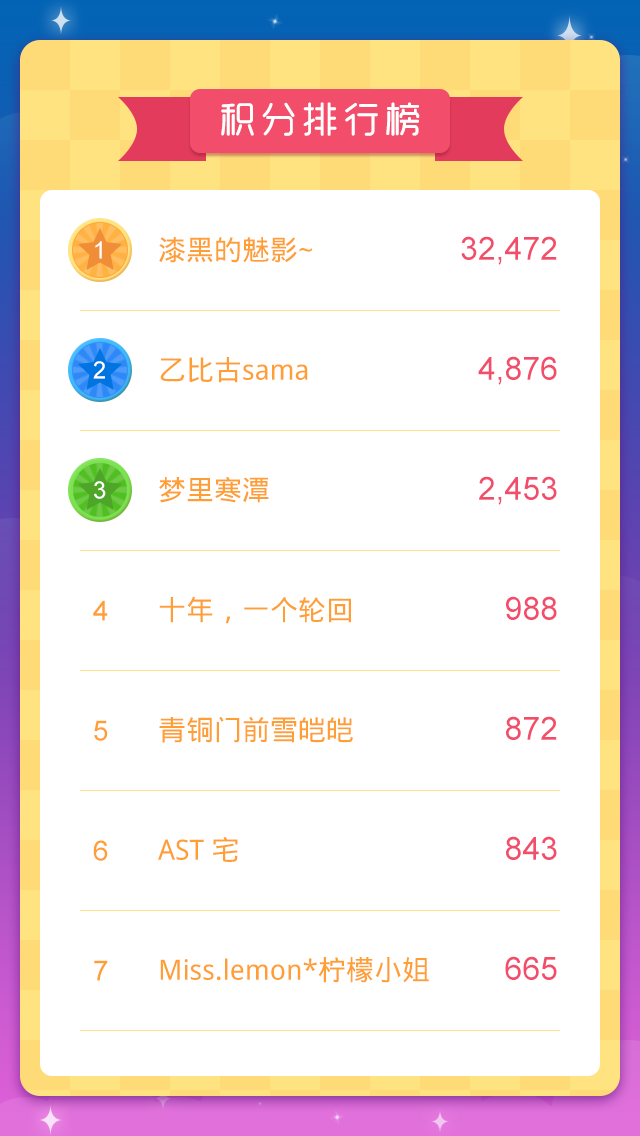 积分排行榜
1 漆黑的魅影~ 32,472
2 乙比古sama 4,876
3 梦里寒潭 2,453
4 十年，一个轮回 988
5 青铜门前雪皑皑 872
6 AST 宅 843
7 Miss.lemon*柠檬小姐 665